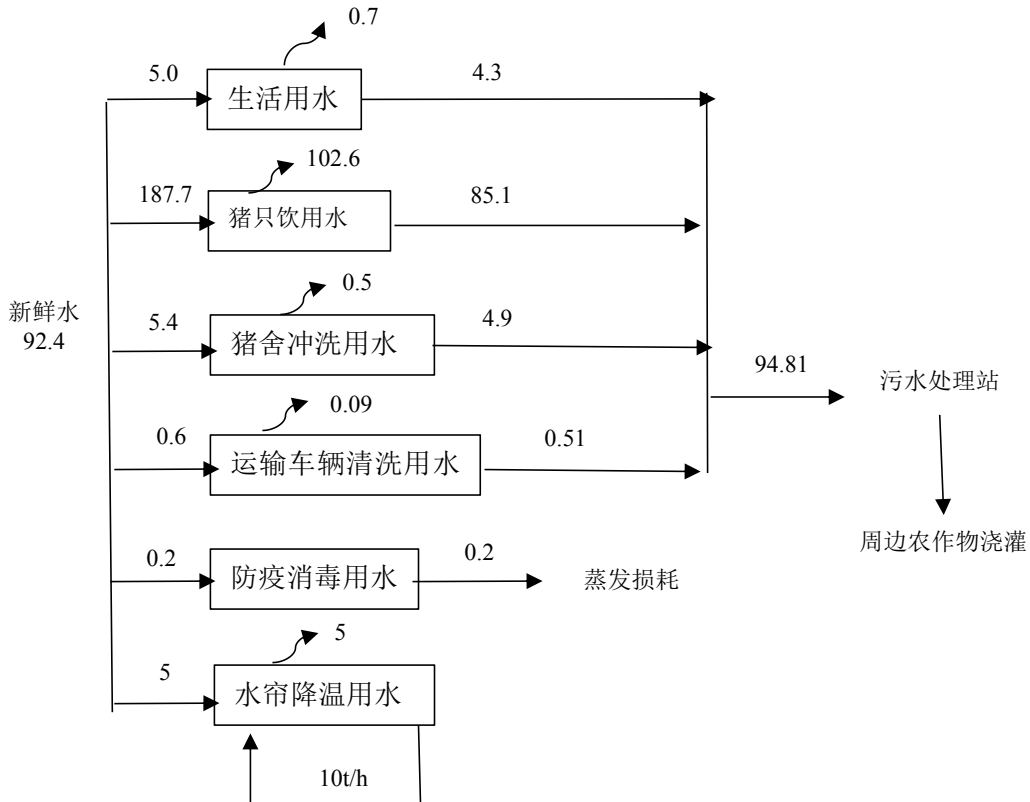 0.7
5.0
生活用水
4.3
102.6
187.7
猪只饮用水
85.1
新鲜水
92.4
0.5
5.4
猪舍冲洗用水
4.9
94.81
污水处理站
0.09
0.6
运输车辆清洗用水
0.51
周边农作物浇灌
0.2
防疫消毒用水
0.2
蒸发损耗
5
5
水帘降温用水
10t/h